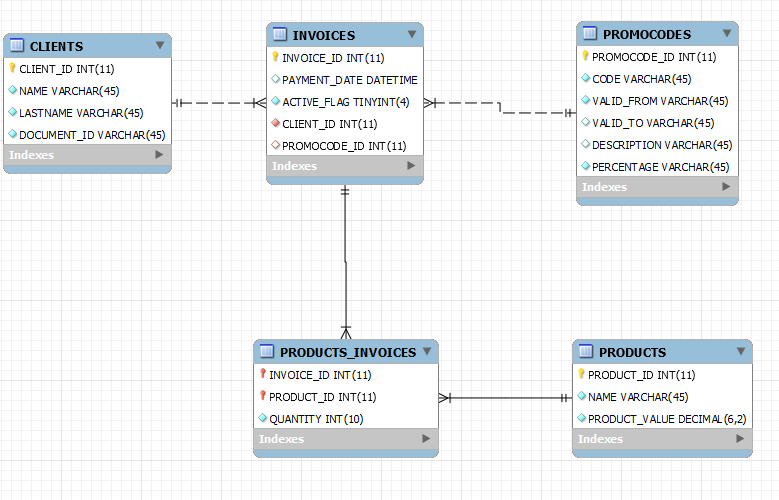 CLIENTS
CLIENT_ID INT(11)
NAME VARCHAR(45)
LASTNAME VARCHAR(45)
DOCUMENT_ID VARCHAR(45)
Indexes
INVOICES
INVOICE_ID INT(11)
PAYMENT_DATE DATETIME
ACTIVE_FLAG TINYINT(4)
CLIENT_ID INT(11)
PROMOCODE_ID INT(11)
Indexes
PROMOCODES
PROMOCODE_ID INT(11)
CODE VARCHAR(45)
VALID_FROM VARCHAR(45)
VALID_TO VARCHAR(45)
DESCRIPTION VARCHAR(45)
PERCENTAGE VARCHAR(45)
Indexes
PRODUCTS_INVOICES
INVOICE_ID INT(11)
PRODUCT_ID INT(11)
QUANTITY INT(10)
Indexes
PRODUCTS
PRODUCT_ID INT(11)
NAME VARCHAR(45)
PRODUCT_VALUE DECIMAL(6,2)
Indexes